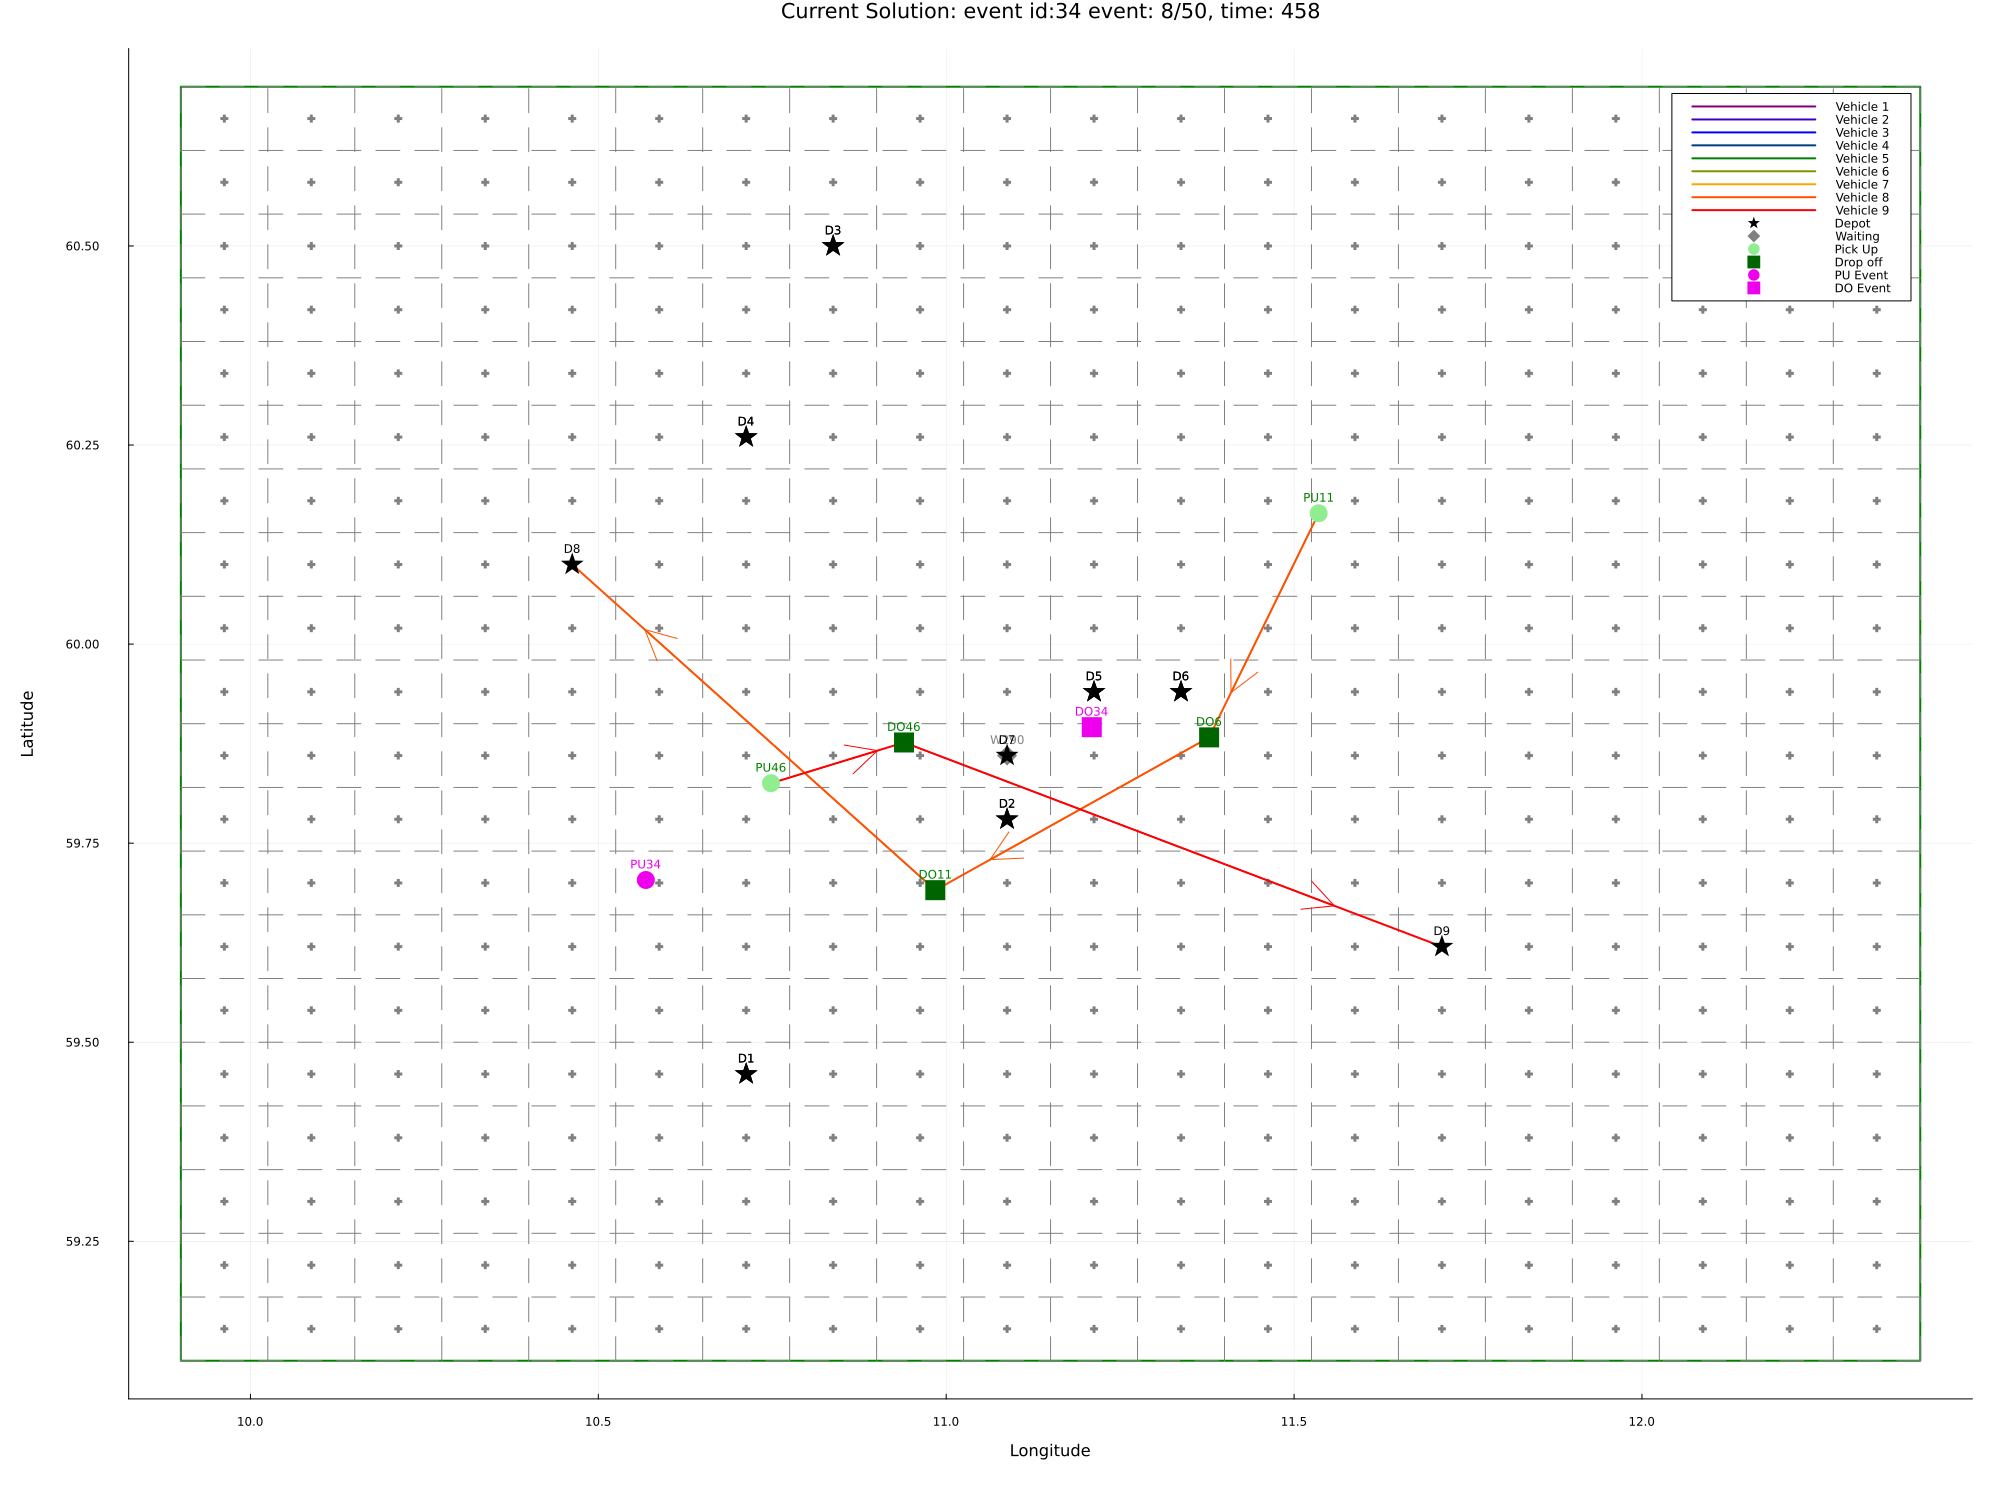 Current Solution: event id:34 event: 8/50, time: 458
Vehicle 1
Vehicle 2
Vehicle 3
Vehicle 4
Vehicle 5
Vehicle 6
Vehicle 7
Vehicle 8
Vehicle 9
Depot
Waiting
Pick Up
Drop off
PU Event
DO Event
D3
60.50
D4
60.25
PU11
D8
60.00
D5
D6
DO34
DO6
DO46
D7
PU46
D2
59.75
PU34
DO11
D9
59.50
D1
59.25
Latitude
10.0
10.5
11.0
11.5
12.0
Longitude